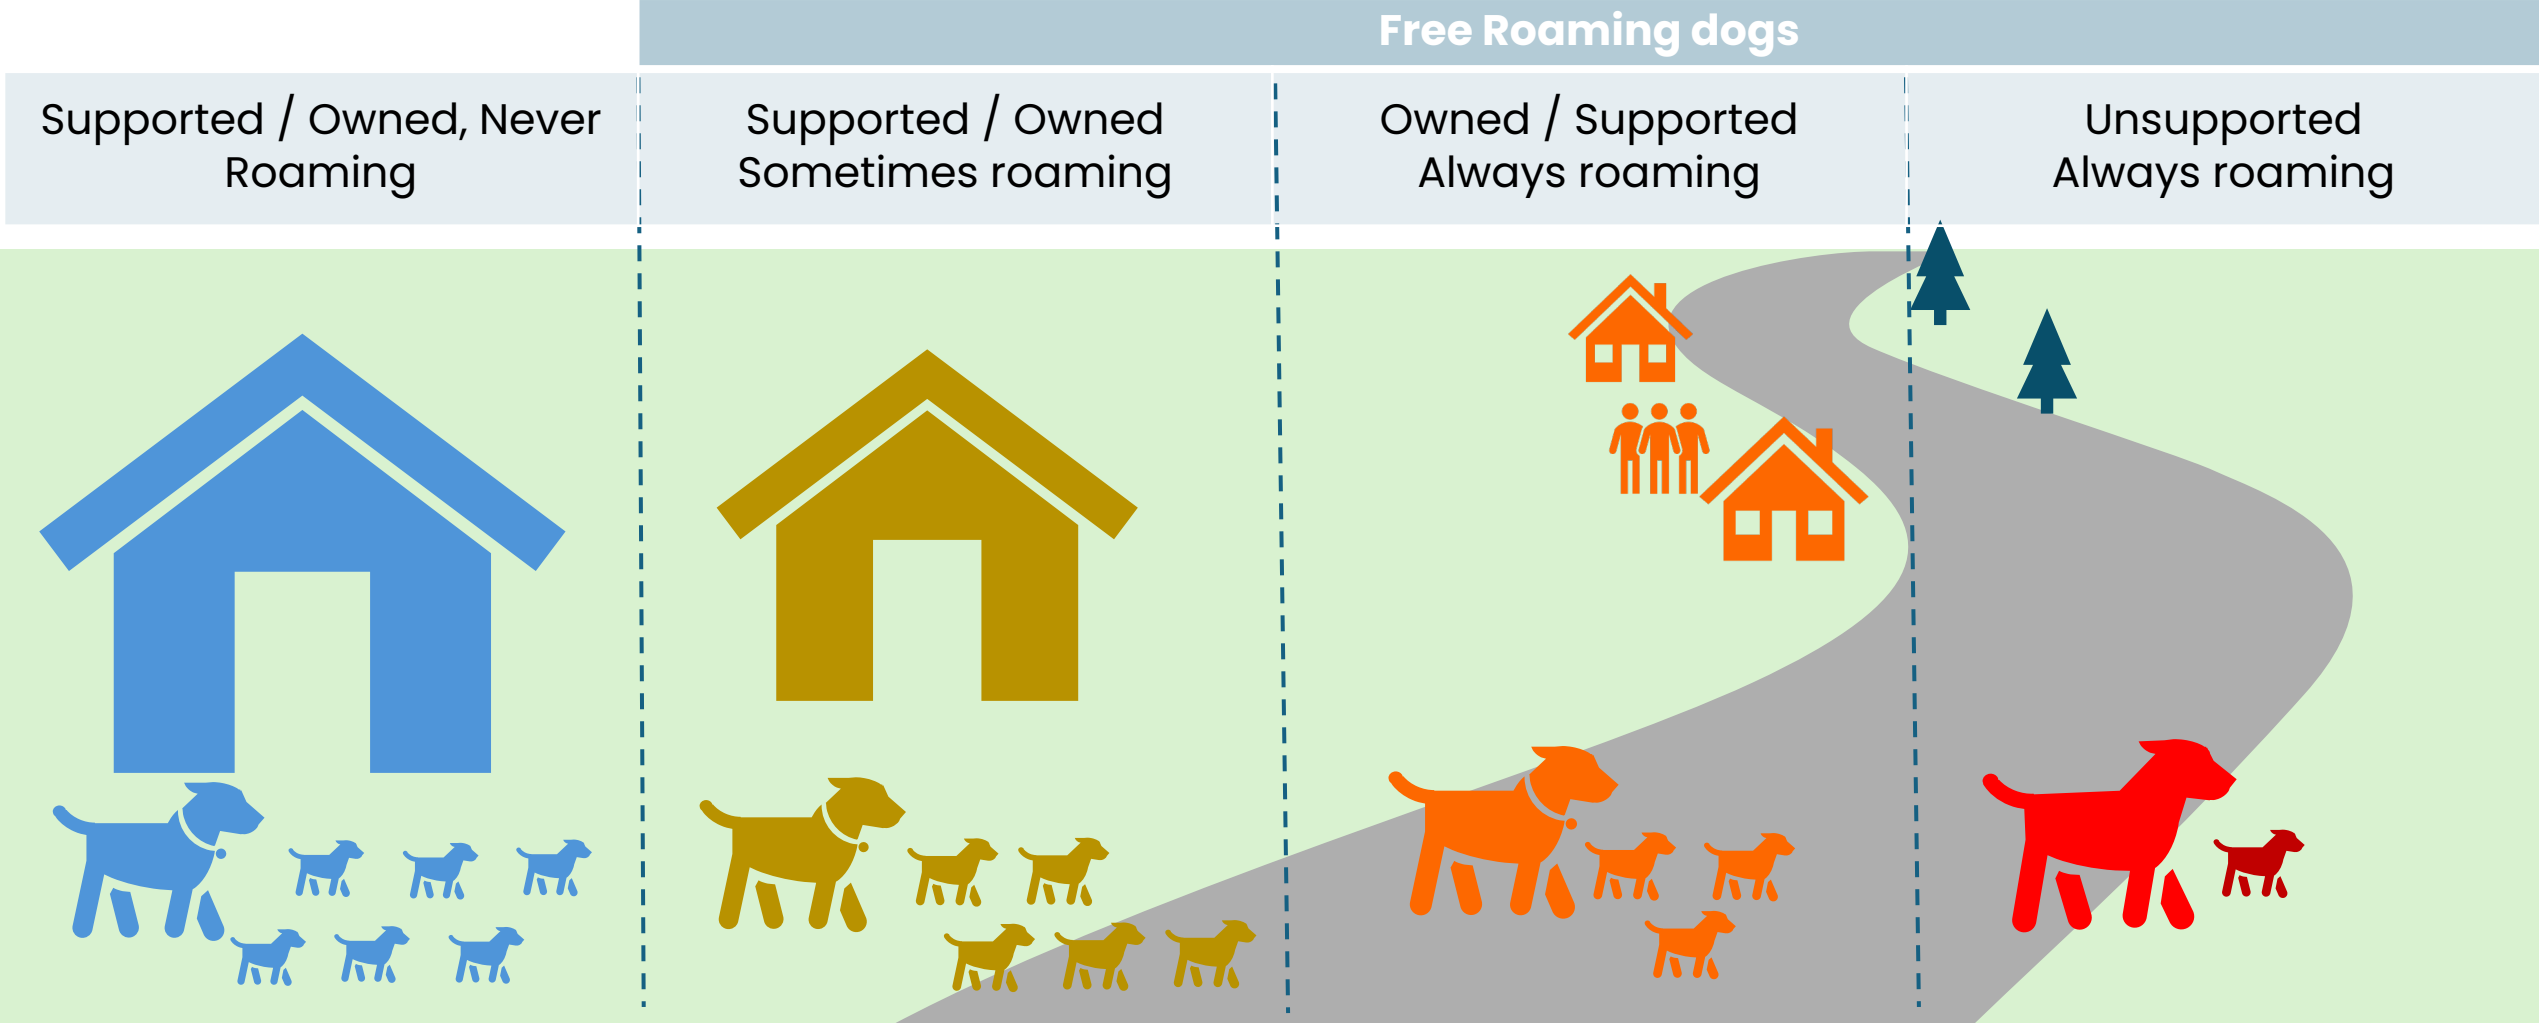 Free Roaming dogs
Supported / Owned, Never
Roaming
Supported / Owned
Sometimes roaming
Owned / Supported
Always roaming
Unsupported
Always roaming